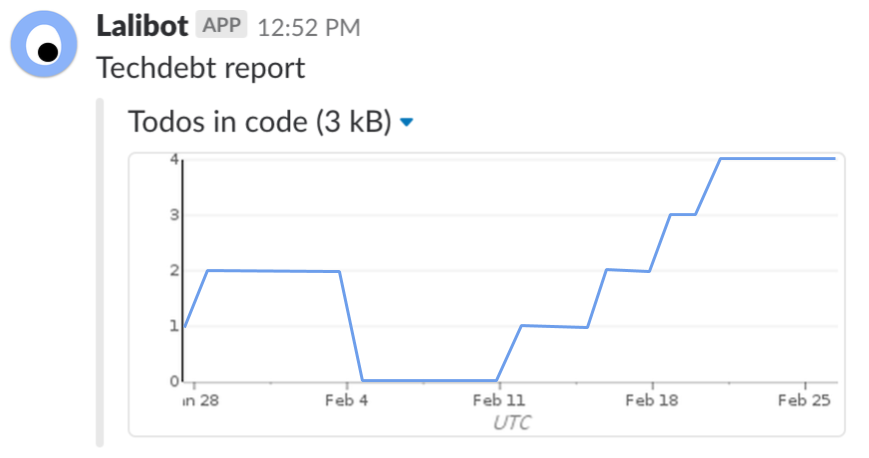 Lalibot APP 12:52 PM
Techdebt report
Todos in code (3 kB)
4
3
2
1
0
n 28 Feb 4 Feb 11 Feb 18 Feb 25
UTC